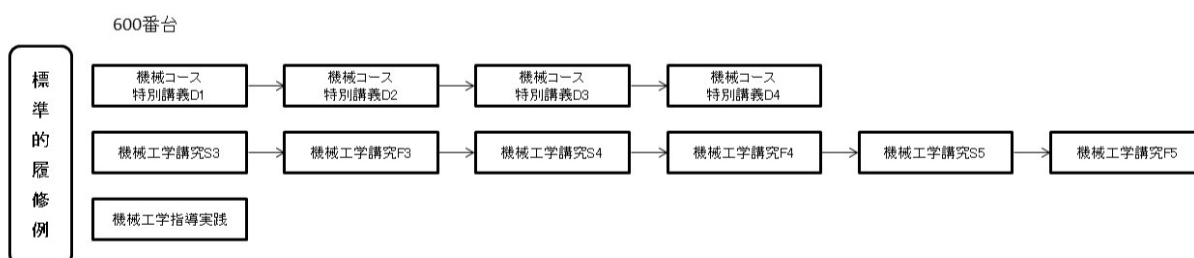 600番台
標準的履修例
機械コース
特別講義D1
機械コース
特別講義D2
機械コース
特別講義D3
機械コース
特別講義D4
機械工学講究S3
機械工学講究F3
機械工学講究S4
機械工学講究F4
機械工学講究S5
機械工学講究F5
機械工学指導実践